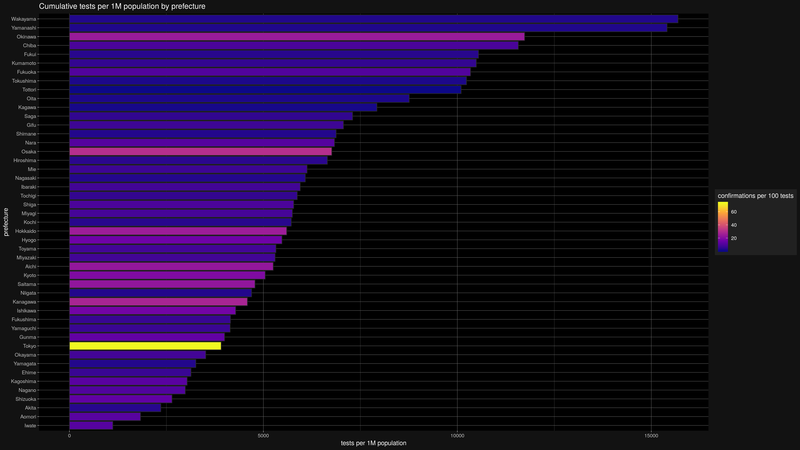 Cumulative tests per 1M population by prefecture
prefecture
Wakayama
Yamanashi
Okinawa
Chiba
Fukui
Kumamoto
Fukuoka
Tokushima
Tottori
Oita
Kagawa
Saga
Gifu
Shimane
Nara
Osaka
Hiroshima
Mie
Nagasaki
Ibaraki
Tochigi
Shiga
Miyagi
Kochi
Hokkaido
Hyogo
Toyama
Miyazaki
Aichi
Kyoto
Saitama
Niigata
Kanagawa
Ishikawa
Fukushima
Yamaguchi
Gunma
Tokyo
Okayama
Yamagata
Ehime
Kagoshima
Nagano
Shizuoka
Akita
Aomori
Iwate
0 5000 10000 15000
tests per 1M population
confirmations per 100 tests
60
40
20